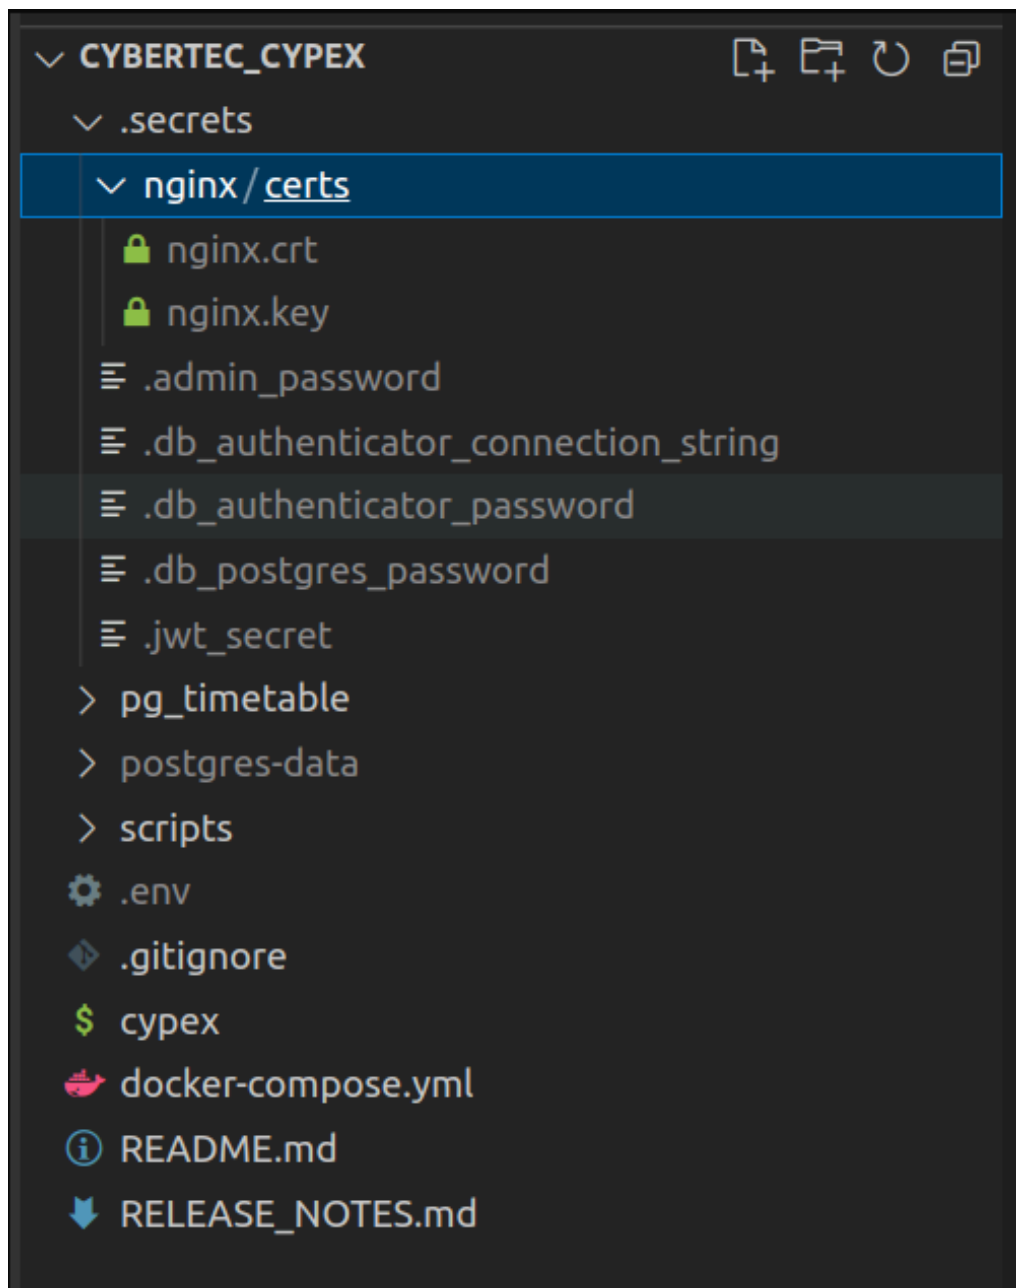 CYBERTEC_CYPEX
.secrets
nginx / certs
nginx.crt
nginx.key
.admin_password
.db_authenticator_connection_string
.db_authenticator_password
.db_postgres_password
.jwt_secret
pg_timetable
postgres-data
scripts
.env
.gitignore
$ cypex
docker-compose.yml
README.md
RELEASE_NOTES.md